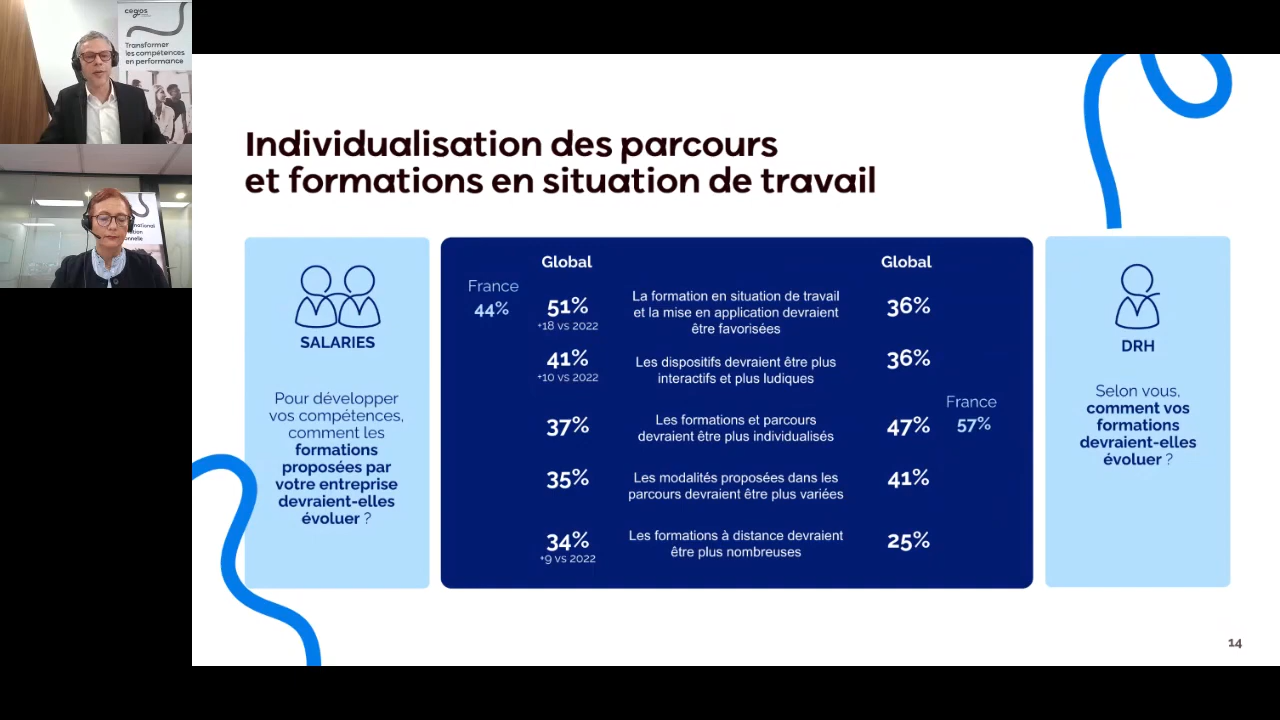 cegos
Transformer
les compétences
en performance
Individualisation des parcours
et formations en situation de travail
SALARIES
Pour développer
vos compétences,
comment les
formations
proposées par
votre entreprise
devraient-elles
évoluer ?
Global
Global
France
44%
51%
+18 vs 2022
La formation en situation de travail
et la mise en application devraient
être favorisées
36%
41%
+10 vs 2022
Les dispositifs devraient être plus
interactifs et plus ludiques
36%
37%
Les formations et parcours
devraient être plus individualisés
47%
France
57%
35%
Les modalités proposées dans les
parcours devraient être plus variées
41%
34%
+9 vs 2022
Les formations à distance devraient
être plus nombreuses
25%
DRH
Selon vous,
comment vos
formations
devraient-elles
évoluer ?
14